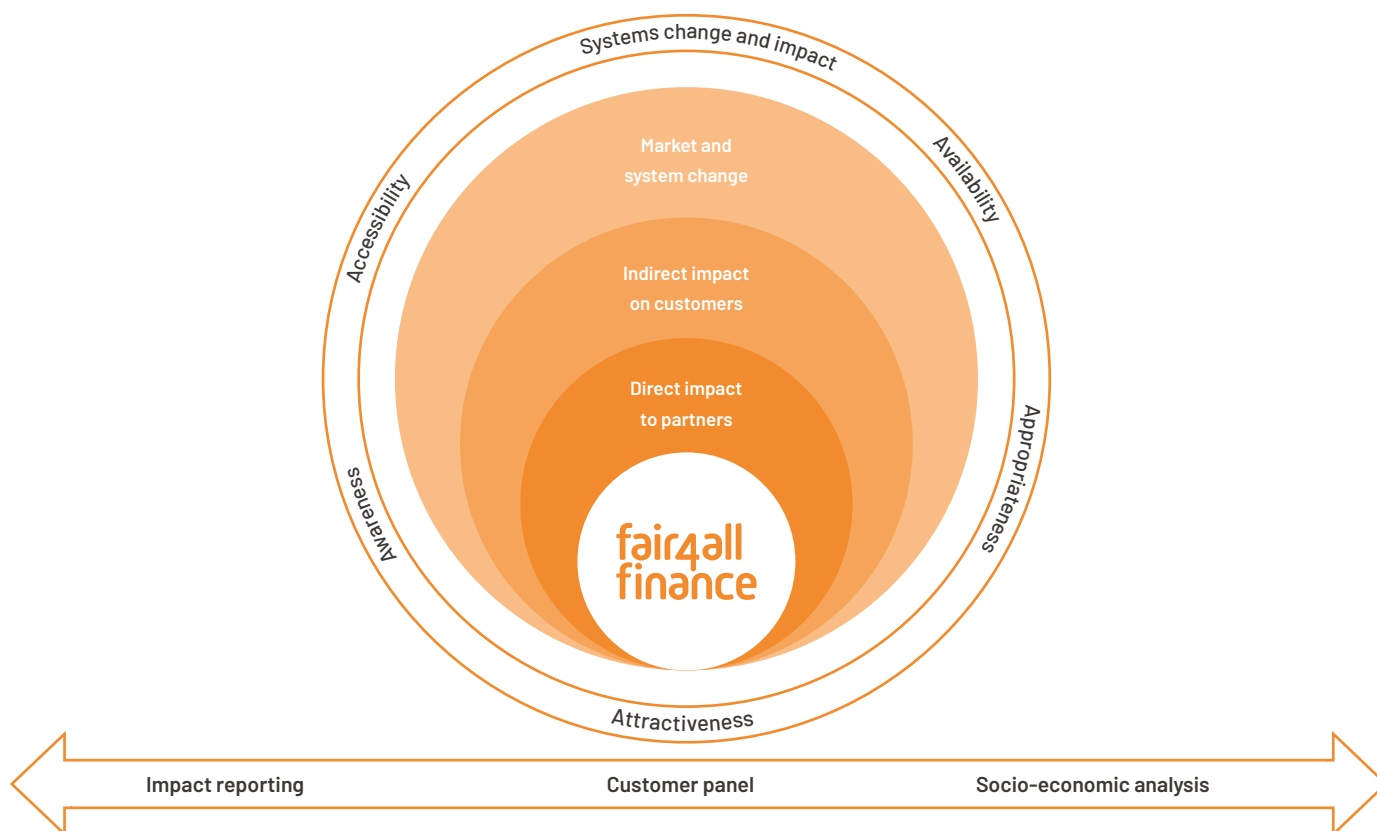 Systems change and impact
Availability
Appropriateness
Attractiveness
Awareness
Accessibility
Market and
system change
Indirect impact
on customers
Direct impact
to partners
fair4all
finance
Impact reporting
Customer panel
Socio-economic analysis